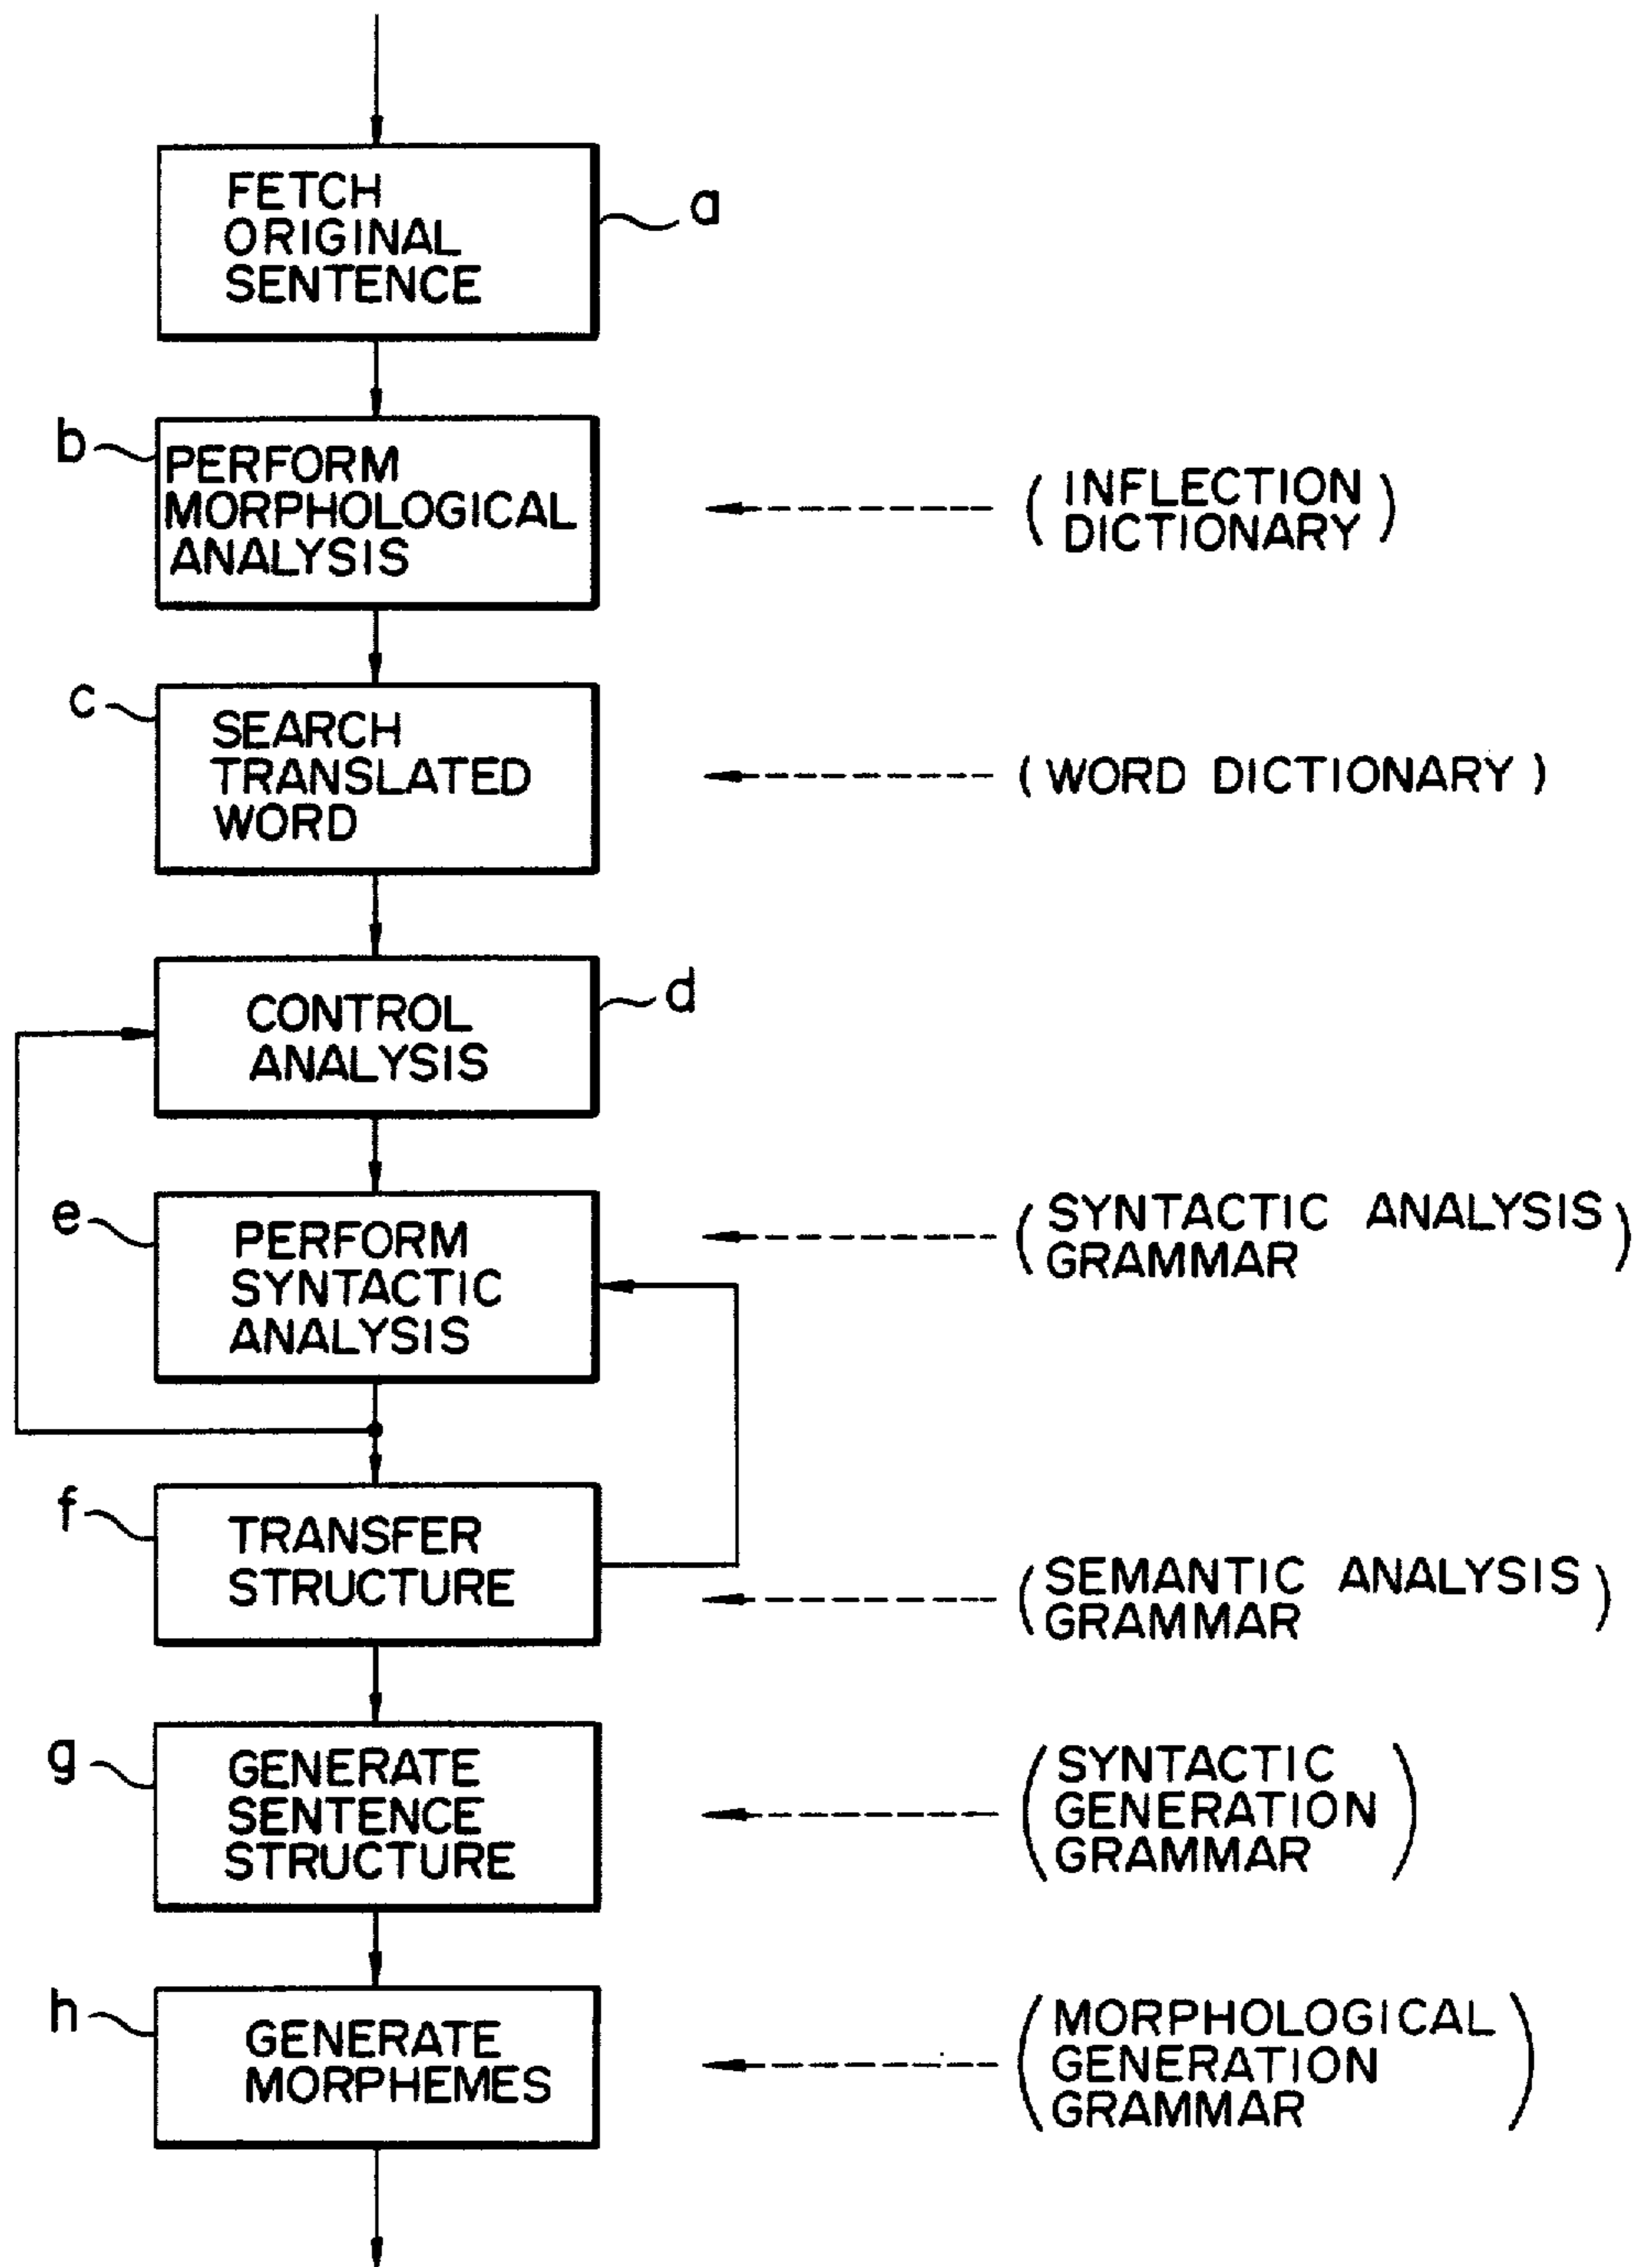 FETCH
ORIGINAL
SENTENCE
a
b
PERFORM
MORPHOLOGICAL
ANALYSIS
( INFLECTION
DICTIONARY )
c
SEARCH
TRANSLATED
WORD
( WORD DICTIONARY )
d
CONTROL
ANALYSIS
e
PERFORM
SYNTACTIC
ANALYSIS
( SYNTACTIC ANALYSIS
GRAMMAR )
f
TRANSFER
STRUCTURE
( SEMANTIC ANALYSIS
GRAMMAR )
g
GENERATE
SENTENCE
STRUCTURE
( SYNTACTIC
GENERATION
GRAMMAR )
h
GENERATE
MORPHEMES
( MORPHOLOGICAL
GENERATION
GRAMMAR )